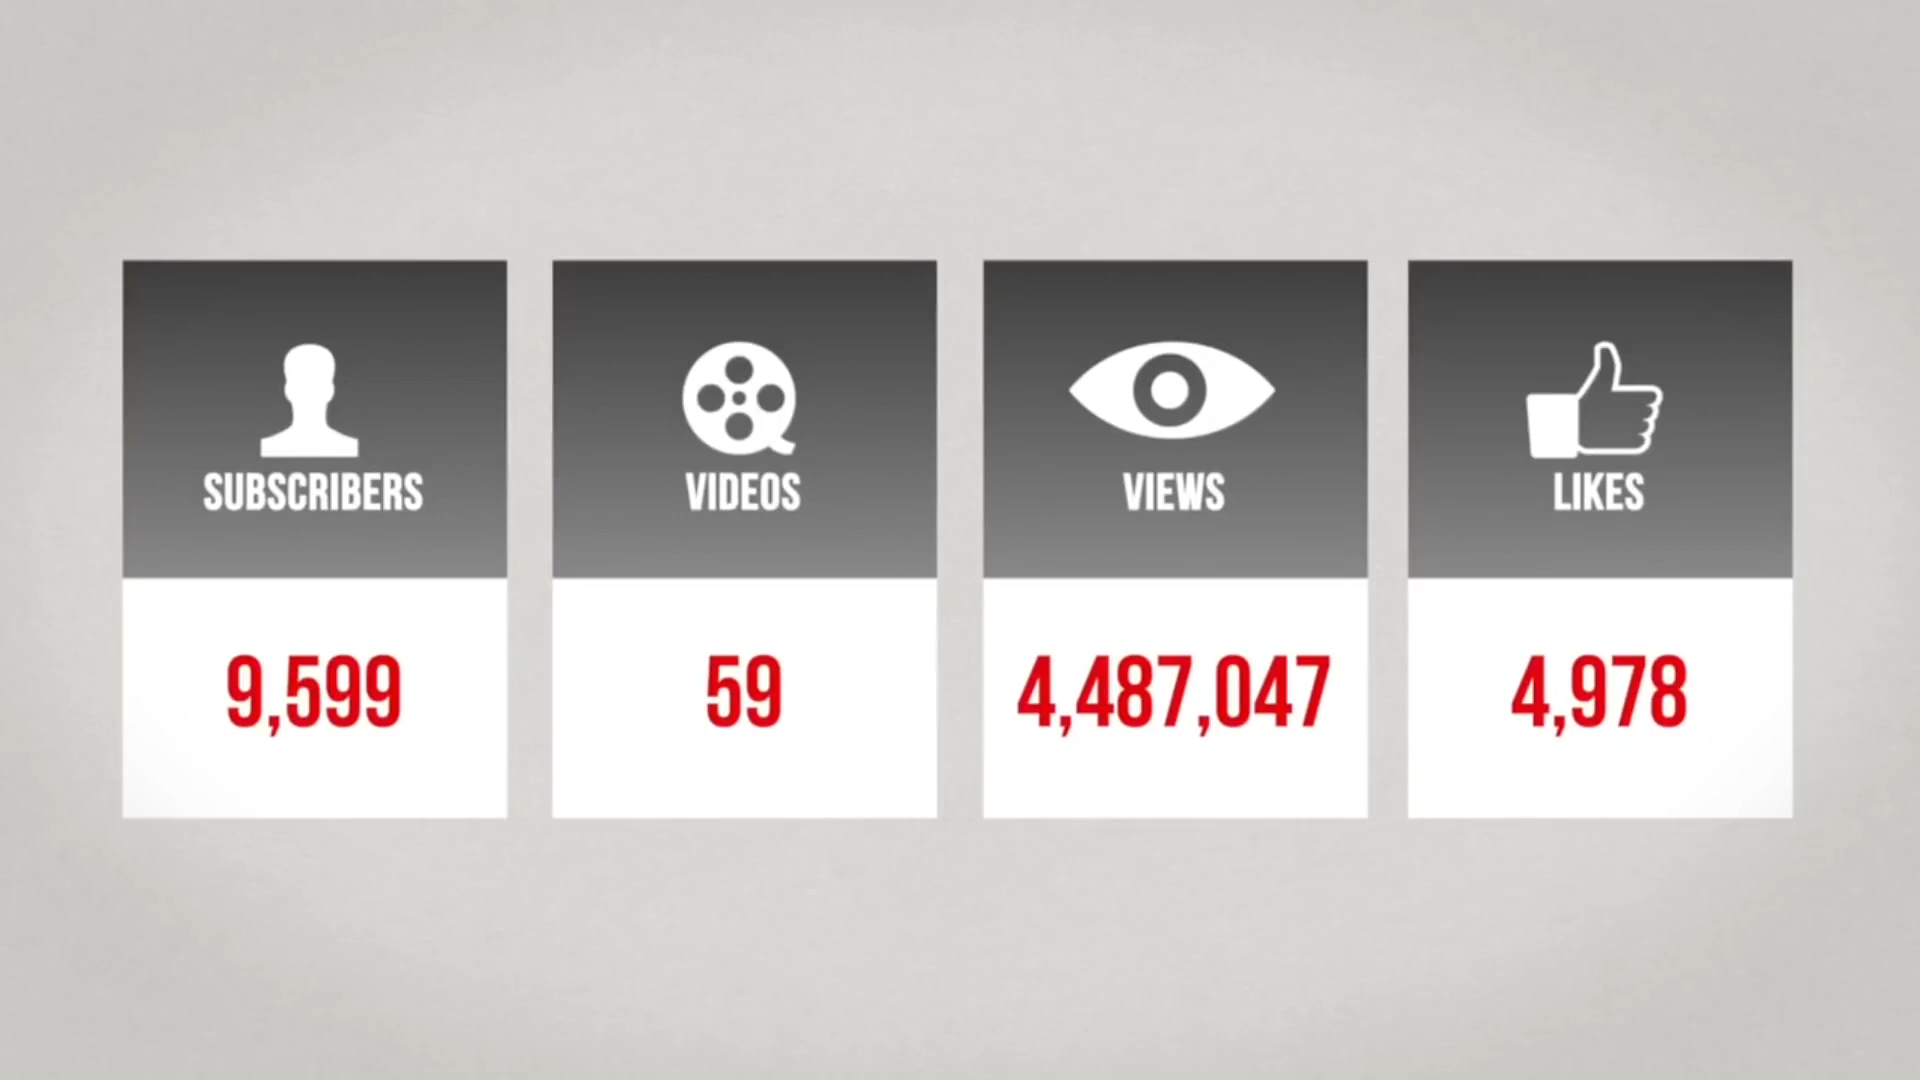 SUBSCRIBERS
9,599
VIDEOS
59
VIEWS
4,487,047
LIKES
4,978